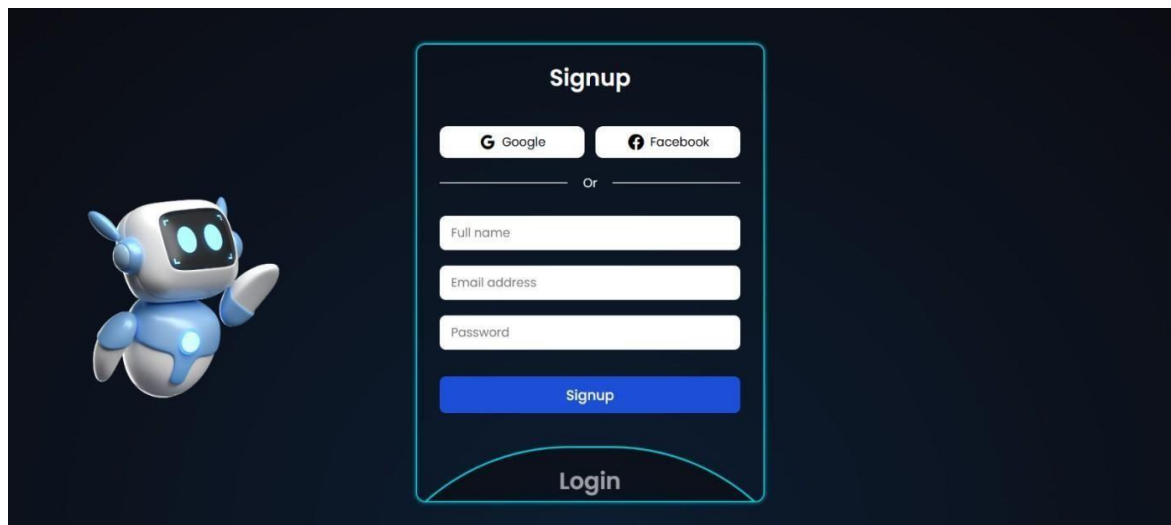 Signup
Google Facebook
Or
Full name
Email address
Password
Signup
Login